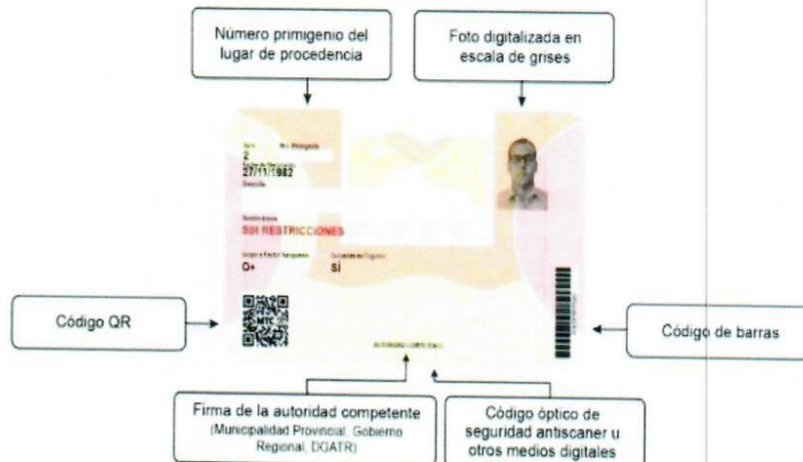 Número primigenio del
lugar de procedencia
Foto digitalizada en
escala de grises
2
27/11/1982
SIN RESTRICCIONES
O+
SÍ
MTC
Código QR
Código de barras
Firma de la autoridad competente
(Municipalidad Provincial, Gobierno
Regional, DGATR)
Código óptico de
seguridad antiscaner u
otros medios digitales